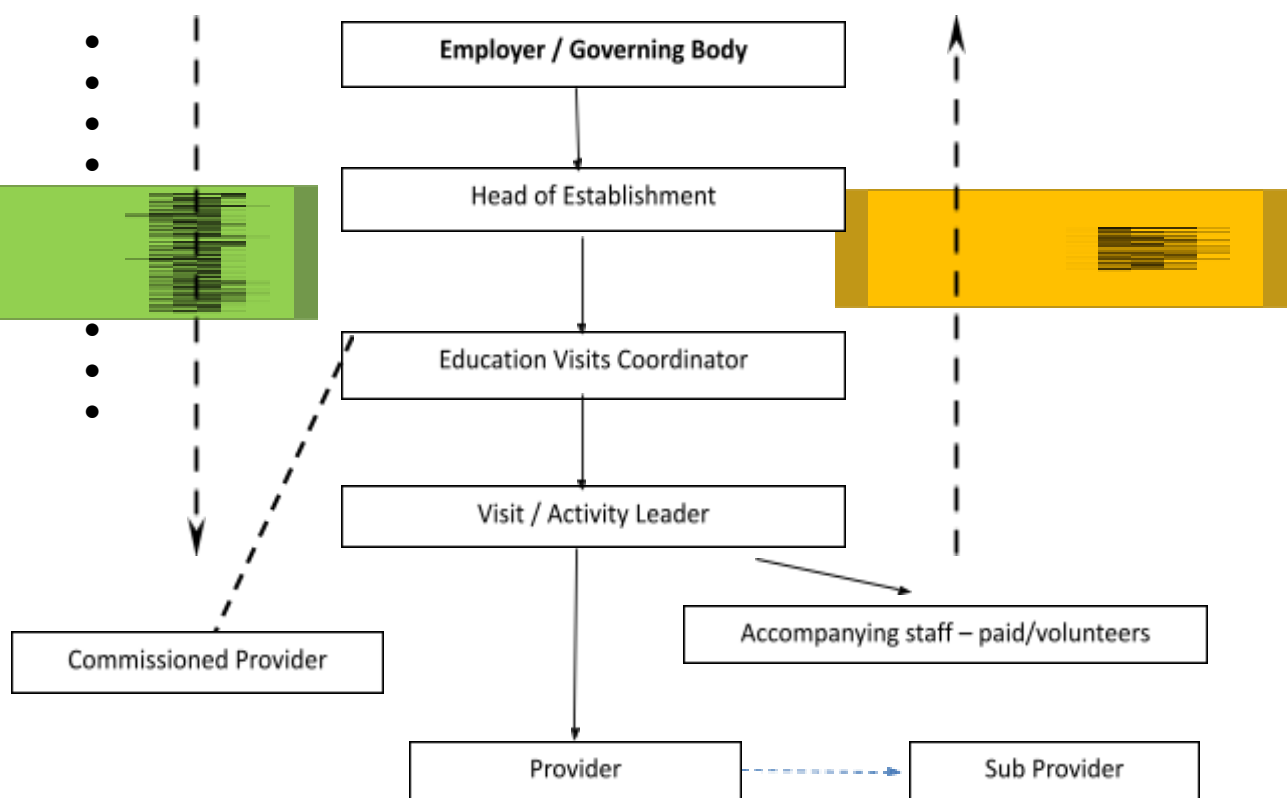 Employer / Governing Body
Head of Establishment
Education Visits Coordinator
Visit / Activity Leader
Accompanying staff – paid/volunteers
Commissioned Provider
Provider
Sub Provider